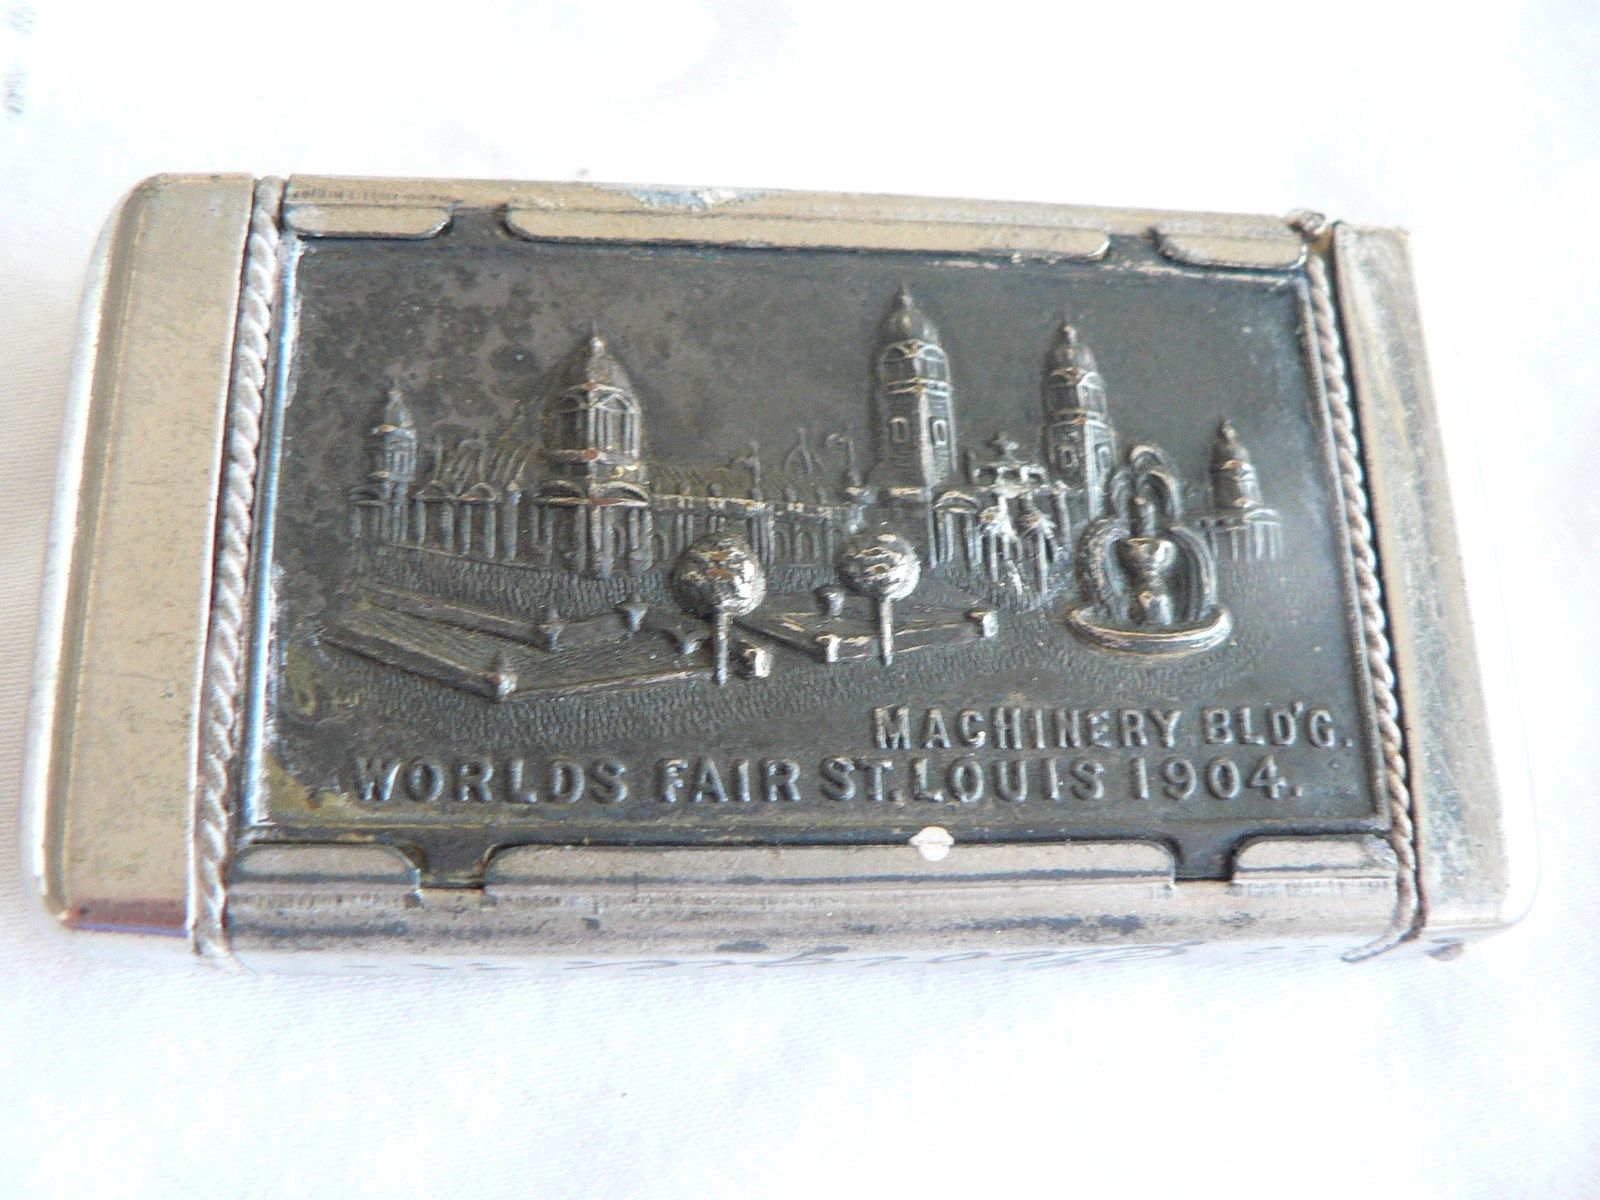 MACHINERY BLD'G.
WORLDS FAIR ST. LOUIS 1904.